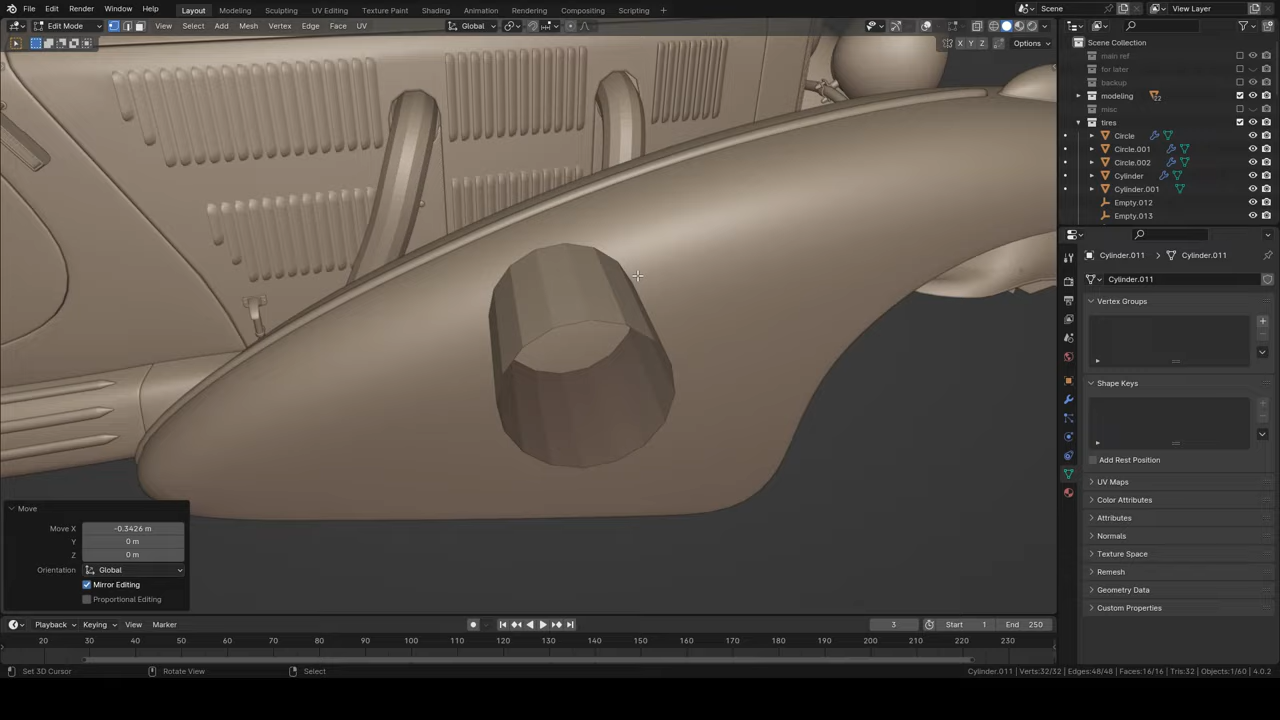 File Edit Render Window Help Layout Modeling Sculpting UV Editing Texture Paint Shading Animation Rendering Compositing Scripting Scene View Layer
Edit Mode View Select Add Mesh Vertex Edge Face UV Global
X Y Z Options
Scene Collection
main ref
for later
backup
modeling 22
misc
tires
Circle
Circle.001
Circle.002
Cylinder
Cylinder.001
Empty.012
Empty.013
Cylinder.011 Cylinder.011
Cylinder.011
Vertex Groups
Shape Keys
Add Rest Position
UV Maps
Color Attributes
Attributes
Normals
Texture Space
Remesh
Geometry Data
Custom Properties
Move
Move X -0.3426 m
Y 0 m
Z 0 m
Orientation Global
Mirror Editing
Proportional Editing
Playback Keying View Marker 3 Start 1 End 250
20 30 40 50 60 70 80 90 100 110 120 130 140 150 160 170 180 190 200 210 220 230
Set 3D Cursor Rotate View Select Cylinder.011 | Verts:32/32 | Edges:48/48 | Faces:16/16 | Tris:32 | Objects:1/60 | 4.0.2